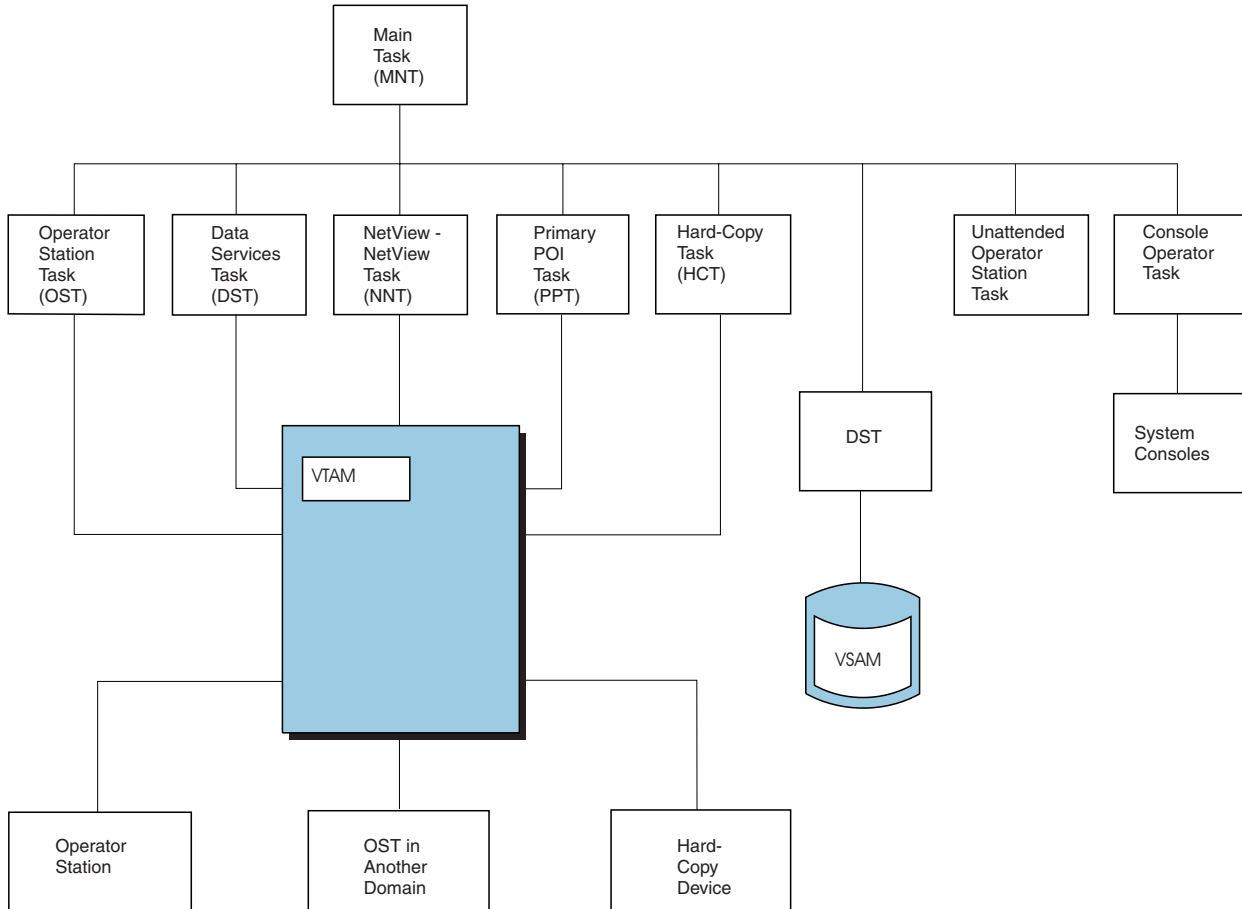 Main
Task
(MNT)
Operator
Station
Task
(OST)
Data
Services
Task
(DST)
NetView -
NetView
Task
(NNT)
Primary
POI
Task
(PPT)
Hard-Copy
Task
(HCT)
Unattended
Operator
Station
Task
Console
Operator
Task
DST
System
Consoles
VTAM
VSAM
Operator
Station
OST in
Another
Domain
Hard-
Copy
Device